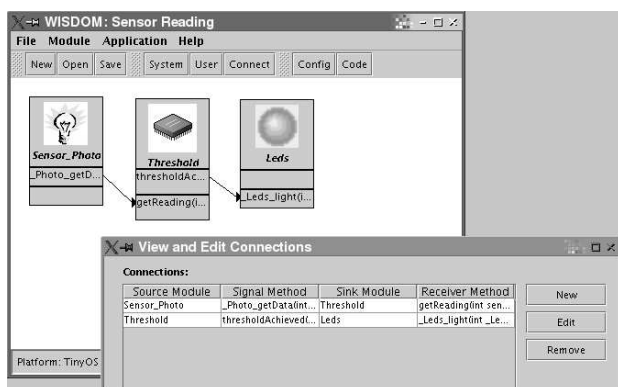 WISDOM: Sensor Reading
File Module Application Help
New Open Save System User Connect Config Code
Sensor_Photo
_Photo_getD...
Threshold
thresholdAc...
getReading(i...
Leds
_Leds_light(i...
View and Edit Connections
Connections:
Source Module Signal Method Sink Module Receiver Method
Sensor_Photo _Photo_getData(int... Threshold getReading(int sen...
Threshold thresholdAchieved(... Leds _Leds_light(int _Le...
New
Edit
Remove
Platform: TinyOS